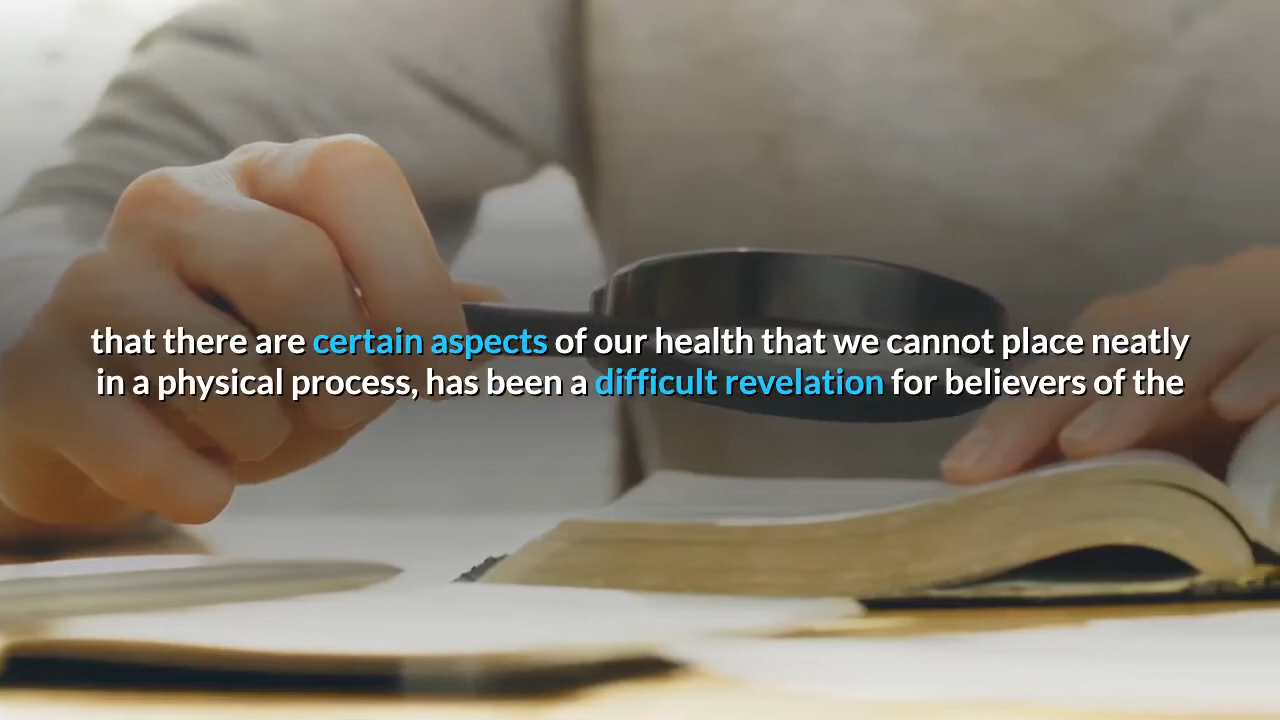 that there are certain aspects of our health that we cannot place neatly
in a physical process, has been a difficult revelation for believers of the